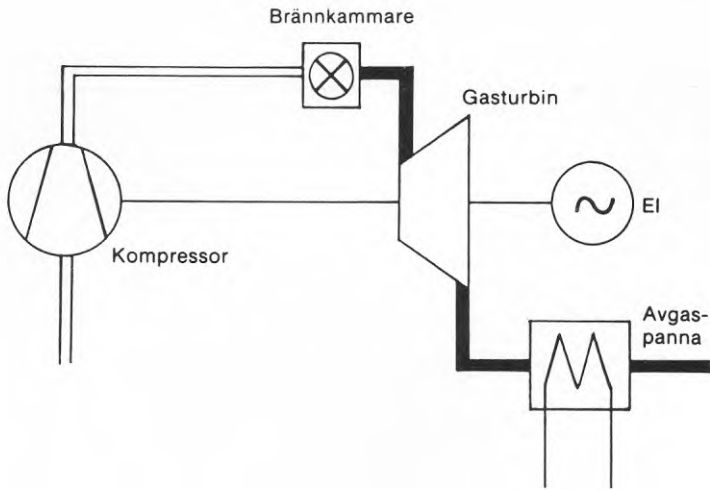 Brännkammare
Gasturbin
El
Kompressor
Avgas-
panna